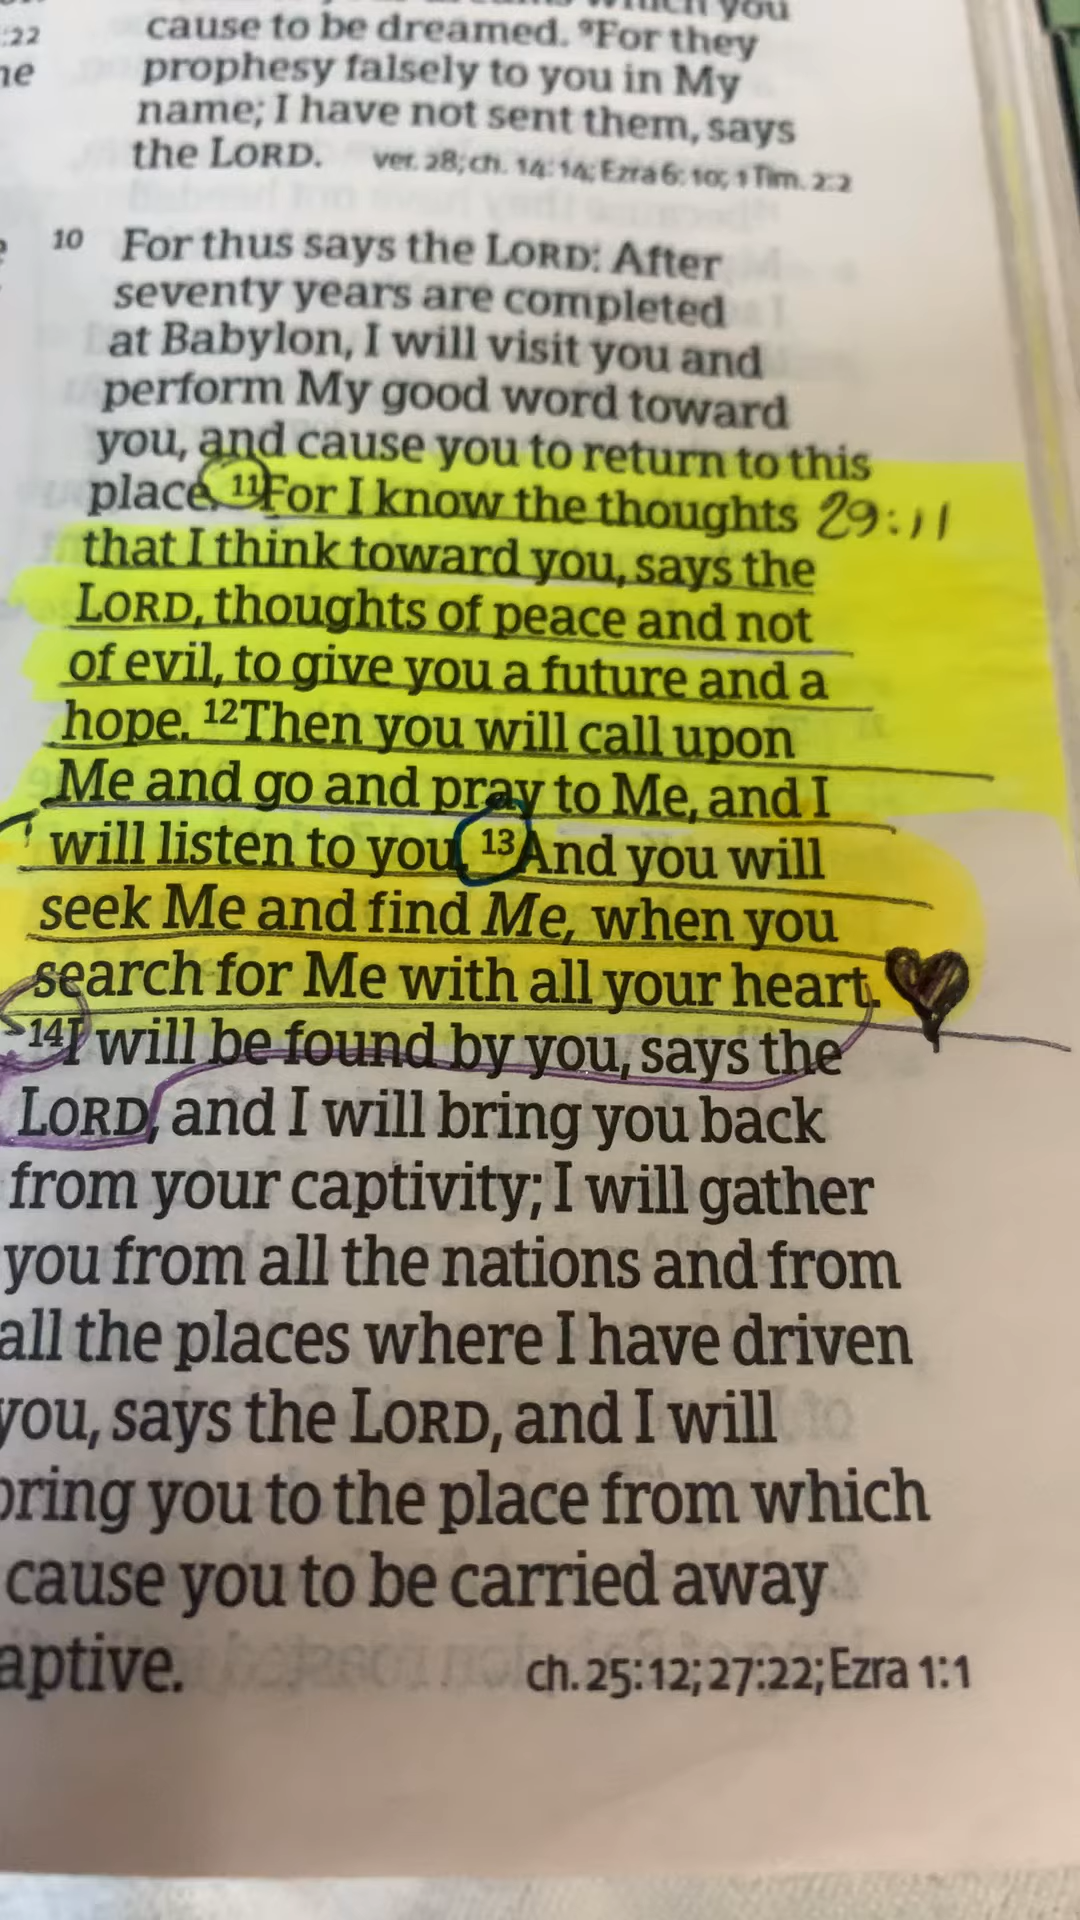 which you
:22
cause to be dreamed. 9For they
he
prophesy falsely to you in My
name; I have not sent them, says
the LORD. ver. 28; ch. 14:14; Ezra 6:10; 1 Tim. 2:2
10 For thus says the LORD: After
seventy years are completed
at Babylon, I will visit you and
perform My good word toward
you, and cause you to return to this
place. 11For I know the thoughts 29:11
that I think toward you, says the
LORD, thoughts of peace and not
of evil, to give you a future and a
hope. 12Then you will call upon
Me and go and pray to Me, and I
will listen to you. 13And you will
seek Me and find Me, when you
search for Me with all your heart.
14I will be found by you, says the
LORD, and I will bring you back
from your captivity; I will gather
you from all the nations and from
all the places where I have driven
you, says the LORD, and I will
bring you to the place from which
cause you to be carried away
aptive. ch. 25:12; 27:22; Ezra 1:1